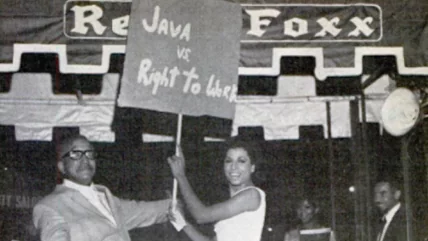 Re Foxx
JAVA
VS
Right to Work